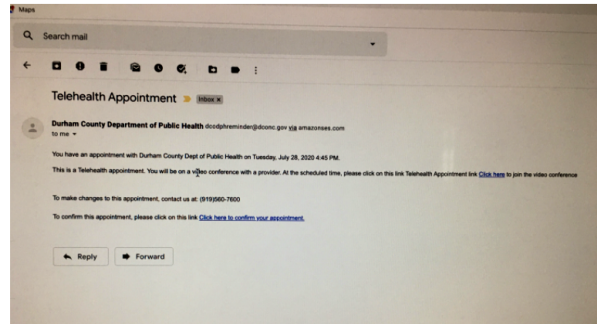 Maps
Search mail
Telehealth Appointment Inbox x
Durham County Department of Public Health dcodphreminder@dconc.gov via amazonses.com
to me
You have an appointment with Durham County Dept of Public Health on Tuesday, July 28, 2020 4:45 PM.
This is a Telehealth appointment. You will be on a video conference with a provider. At the scheduled time, please click on this link Telehealth Appointment link Click here to join the video conference
To make changes to this appointment, contact us at: (919)560-7600
To confirm this appointment, please click on this link Click here to confirm your appointment.
Reply Forward